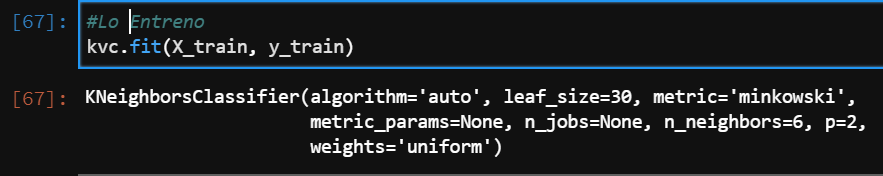 [67]: #Lo Entreno
kvc.fit(X_train, y_train)
[67]: KNeighborsClassifier(algorithm='auto', leaf_size=30, metric='minkowski',
metric_params=None, n_jobs=None, n_neighbors=6, p=2,
weights='uniform')